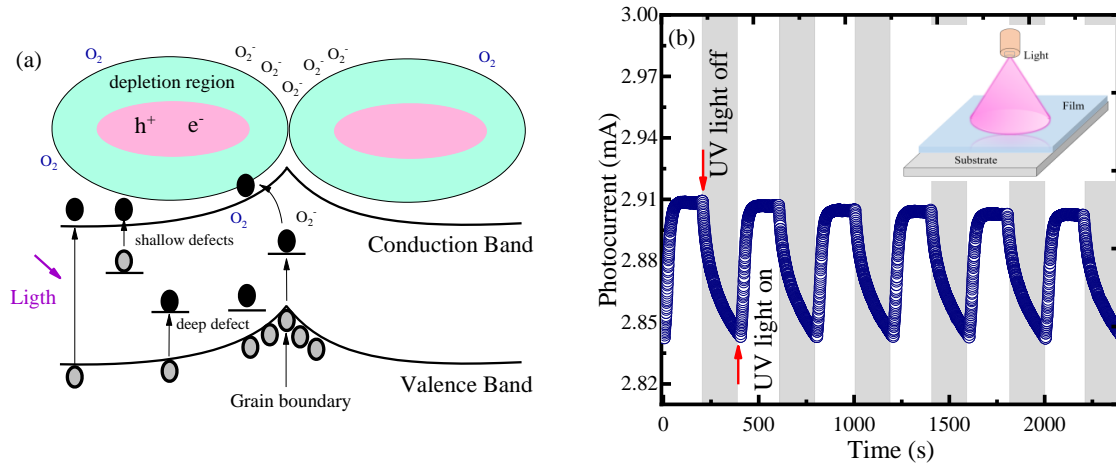 (a)
O₂
O₂⁻
O₂⁻
O₂⁻
O₂⁻
O₂⁻
O₂⁻
O₂
depletion region
h⁺ e⁻
O₂
O₂
O₂⁻
shallow defects
Conduction Band
Ligth
deep defect
Valence Band
Grain boundary
(b)
3.00
2.97
2.94
2.91
2.88
2.85
2.82
Photocurrent (mA)
UV light off
UV light on
Light
Film
Substrate
0
500
1000
1500
2000
Time (s)